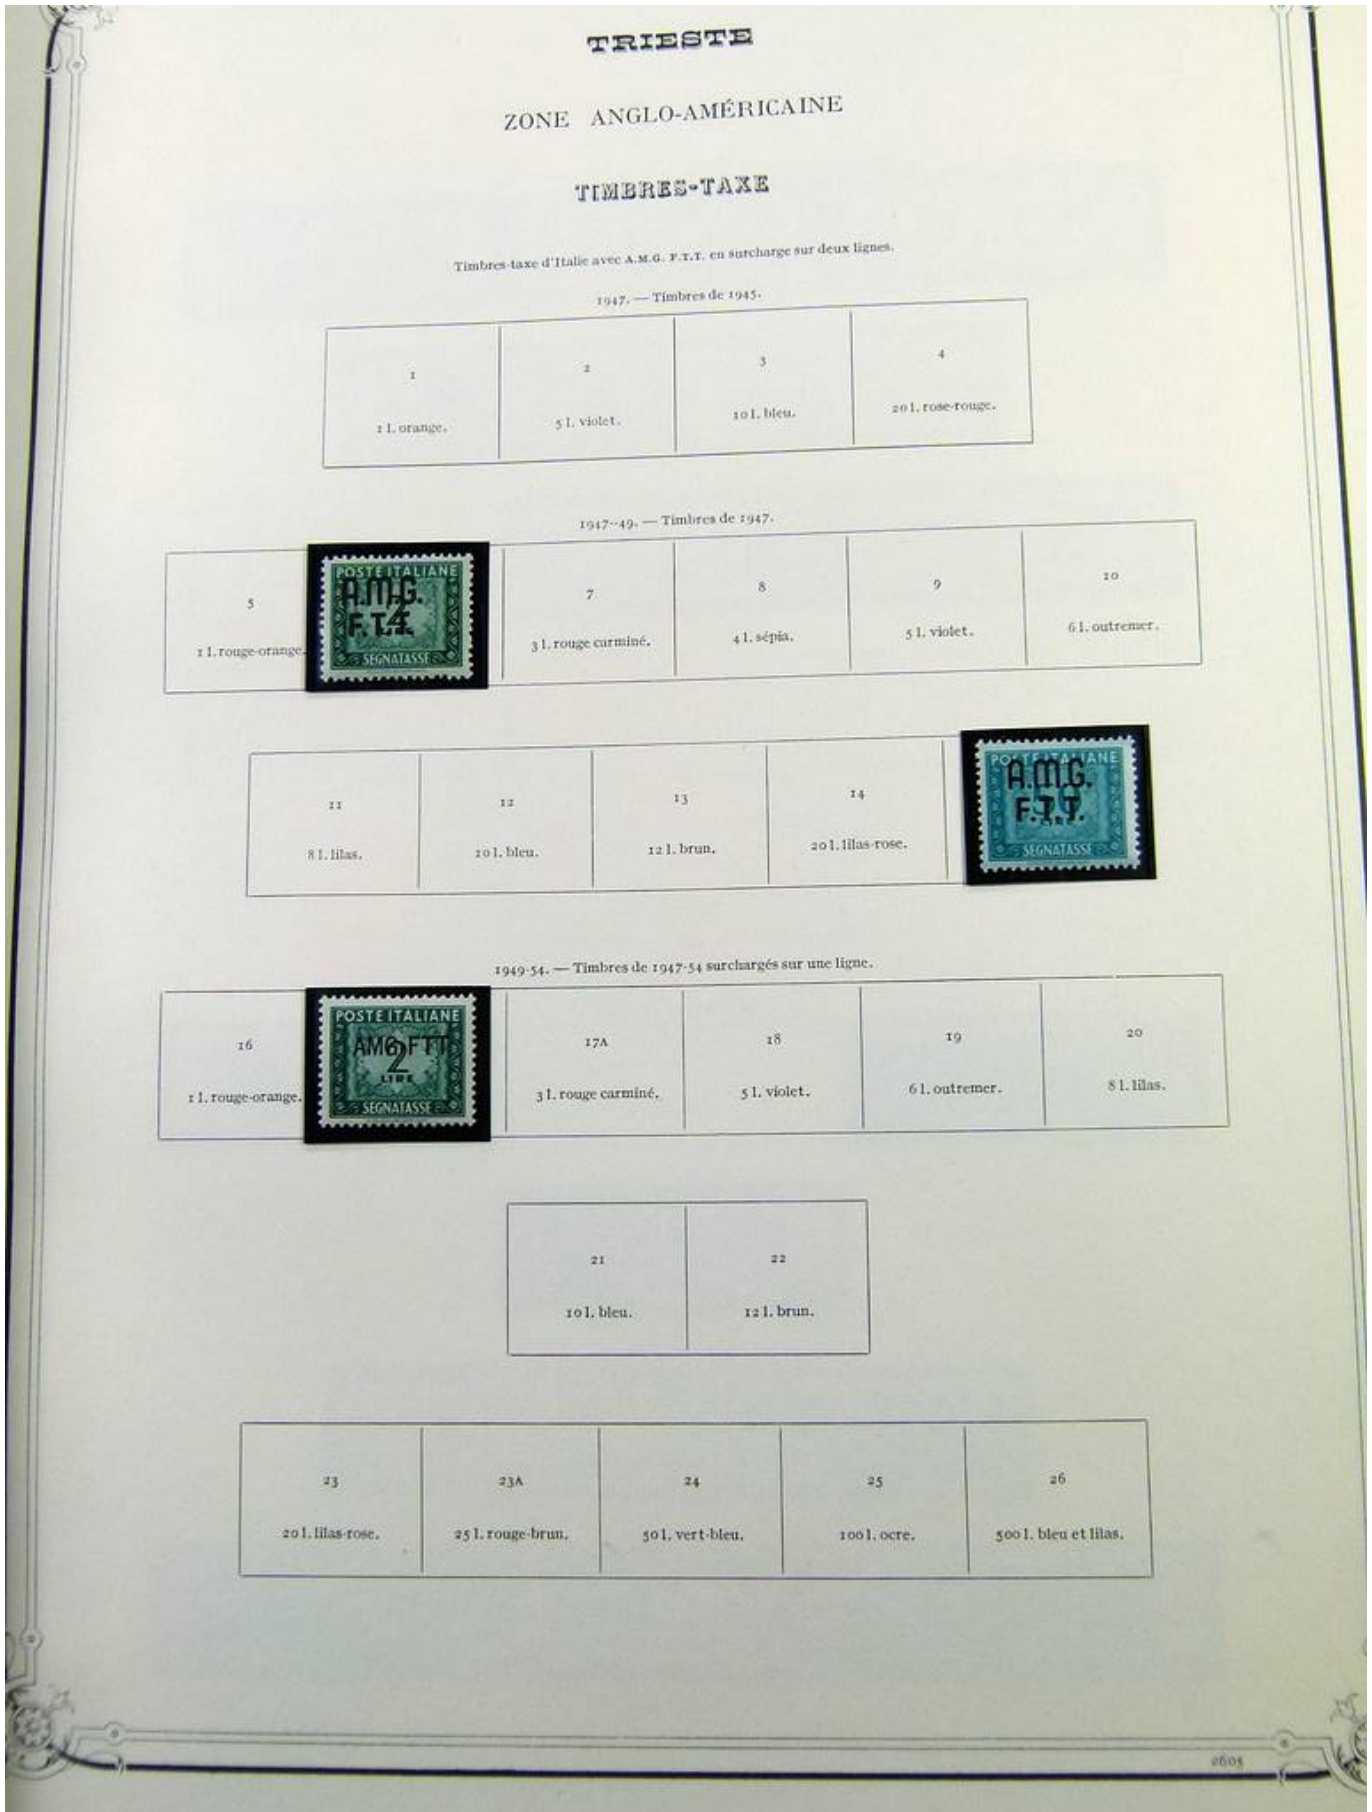 TRIESTE
ZONE ANGLO-AMÉRICAINE
TIMBRES-TAXE
Timbres-taxe d'Italie avec A.M.G. F.T.T. en surcharge sur deux lignes.
1947. — Timbres de 1945.
1 2 3 4
1 l. orange. 5 l. violet. 10 l. bleu. 20 l. rose-rouge.
1947-49. — Timbres de 1947.
5 7 8 9 10
1 l. rouge-orange. 3 l. rouge carminé. 4 l. sépia. 5 l. violet. 6 l. outremer.
POSTE ITALIANE
A.M.G.
F.T.T.
SEGNATASSE
11 12 13 14
8 l. lilas. 10 l. bleu. 12 l. brun. 20 l. lilas-rose.
POSTE ITALIANE
A.M.G.
F.T.T.
LIRE
SEGNATASSE
1949-54. — Timbres de 1947-54 surchargés sur une ligne.
16 17A 18 19 20
1 l. rouge-orange. 3 l. rouge carminé. 5 l. violet. 6 l. outremer. 8 l. lilas.
POSTE ITALIANE
AMG-FTT
2
LIRE
SEGNATASSE
21 22
10 l. bleu. 12 l. brun.
23 23A 24 25 26
20 l. lilas-rose. 25 l. rouge-brun. 50 l. vert-bleu. 100 l. ocre. 500 l. bleu et lilas.
2605